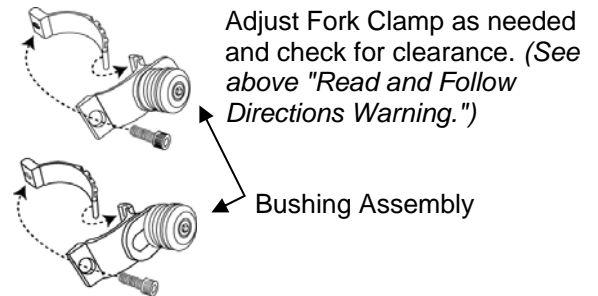 Adjust Fork Clamp as needed
and check for clearance. (See
above "Read and Follow
Directions Warning.")
Bushing Assembly